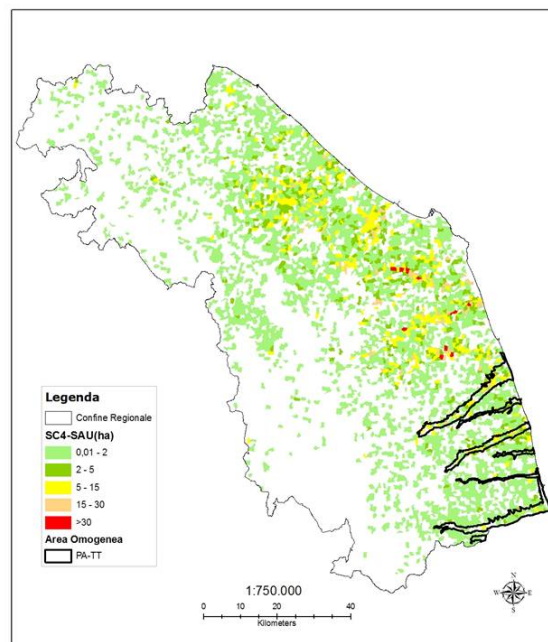 Legenda
Confine Regionale
SC4-SAU(ha)
0,01 - 2
2 - 5
5 - 15
15 - 30
>30
Area Omogenea
PA-TT
1:750.000
0 10 20 40
Kilometers
N
W E
S